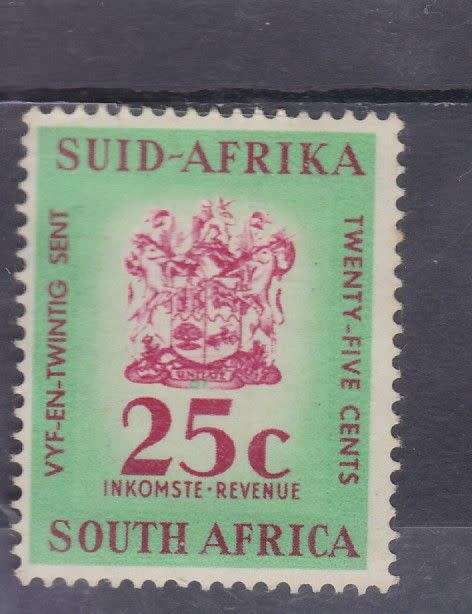 SUID-AFRIKA
VYF-EN-TWINTIG SENT
TWENTY-FIVE CENTS
25c
INKOMSTE·REVENUE
SOUTH AFRICA